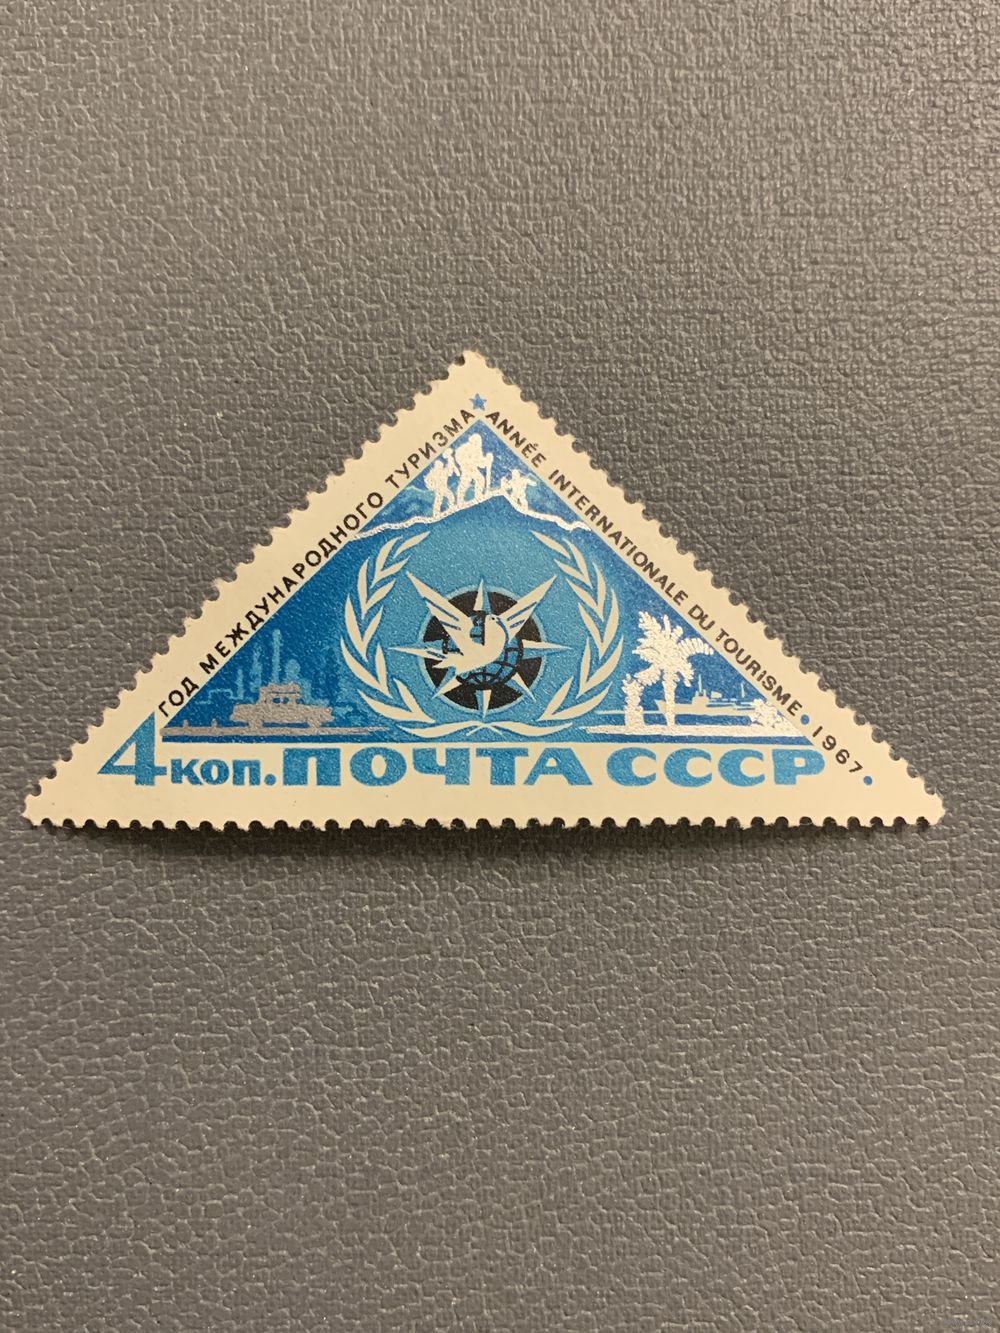 ГОД МЕЖДУНАРОДНОГО ТУРИЗМА
ANNÉE INTERNATIONALE DU TOURISME · 1967 ·
4 коп. ПОЧТА СССР